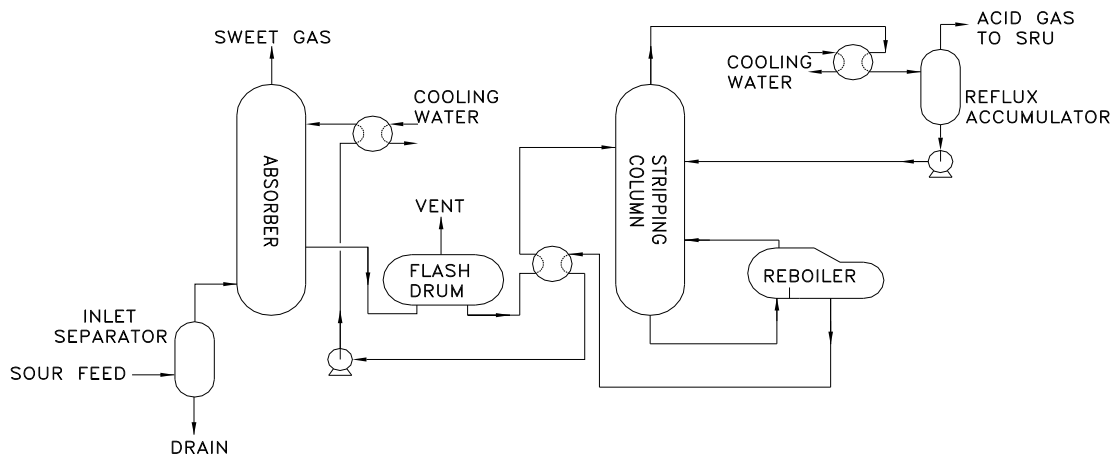 SWEET GAS
ACID GAS
TO SRU
COOLING
WATER
COOLING
WATER
REFLUX
ACCUMULATOR
ABSORBER
STRIPPING
COLUMN
VENT
FLASH
DRUM
REBOILER
INLET
SEPARATOR
SOUR FEED
DRAIN